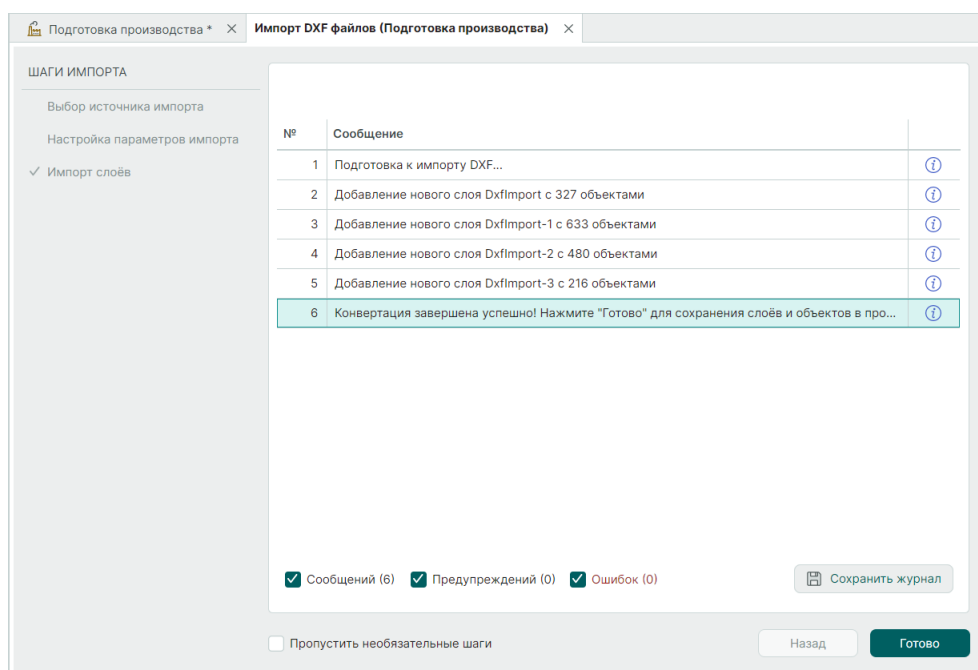 Подготовка производства *
Импорт DXF файлов (Подготовка производства)
ШАГИ ИМПОРТА
Выбор источника импорта
Настройка параметров импорта
Импорт слоёв
№ Сообщение
1 Подготовка к импорту DXF...
2 Добавление нового слоя DxfImport с 327 объектами
3 Добавление нового слоя DxfImport-1 с 633 объектами
4 Добавление нового слоя DxfImport-2 с 480 объектами
5 Добавление нового слоя DxfImport-3 с 216 объектами
6 Конвертация завершена успешно! Нажмите "Готово" для сохранения слоёв и объектов в про...
Сообщений (6) Предупреждений (0) Ошибок (0) Сохранить журнал
Пропустить необязательные шаги Назад Готово